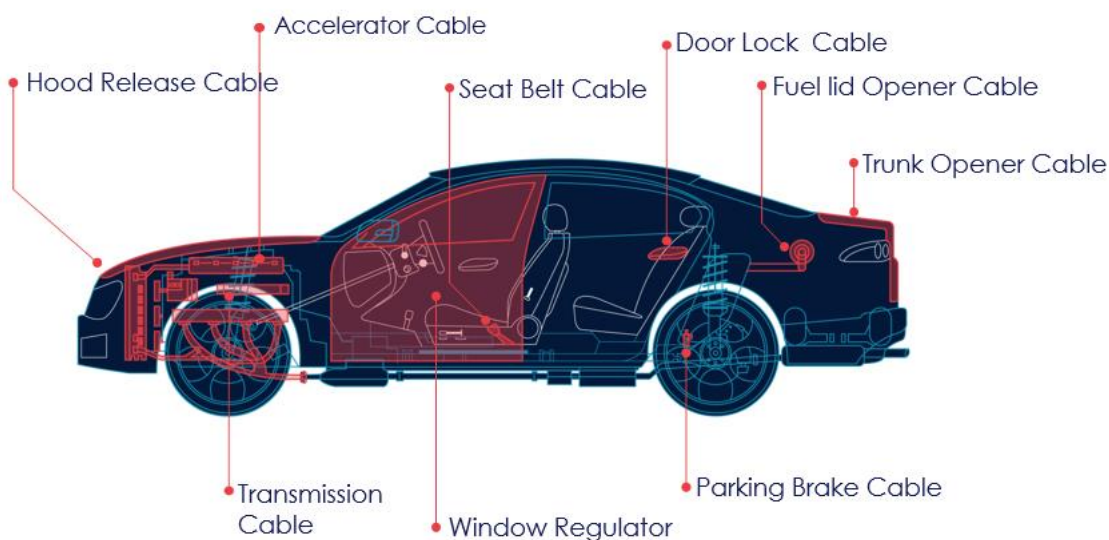 Accelerator Cable
Door Lock  Cable
Hood Release Cable
Seat Belt Cable
Fuel lid Opener Cable
Trunk Opener Cable
Transmission
Cable
Parking Brake Cable
Window Regulator